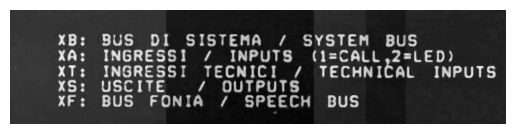 XB: BUS DI SISTEMA / SYSTEM BUS
XA: INGRESSI / INPUTS (1=CALL,2=LED)
XT: INGRESSI TECNICI / TECHNICAL INPUTS
XS: USCITE / OUTPUTS
XF: BUS FONIA / SPEECH BUS